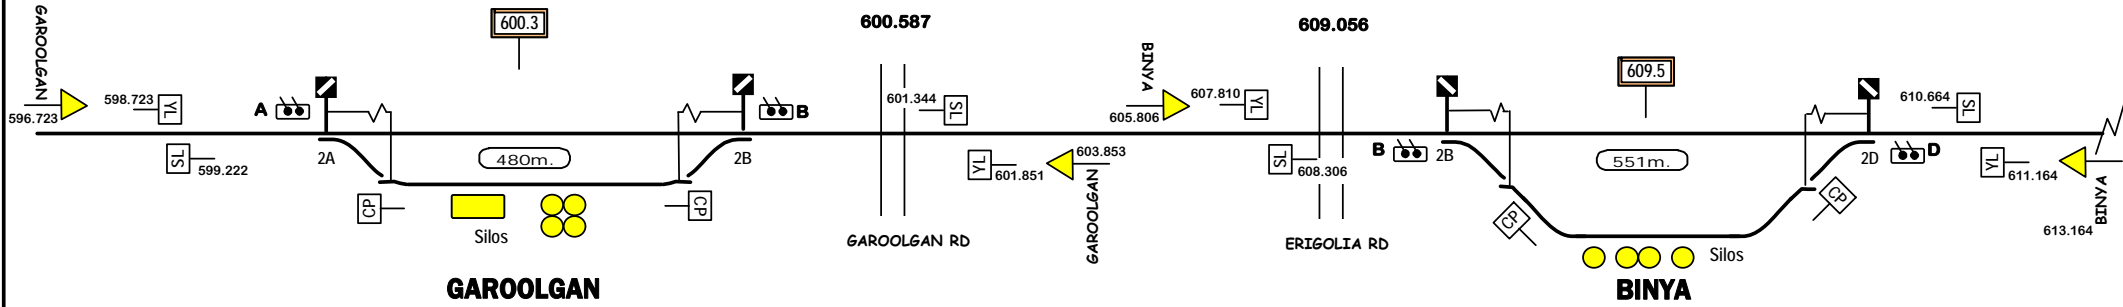 GAROOLGAN
596.723
598.723
YL
SL
599.222
A
2A
600.3
480m.
CP
Silos
CP
2B
B
GAROOLGAN
600.587
GAROOLGAN RD
601.344
SL
YL
601.851
603.853
GAROOLGAN
BINYA
605.806
607.810
YL
609.056
SL
608.306
ERIGOLIA RD
B
2B
609.5
551m.
CP
CP
Silos
BINYA
2D
D
610.664
SL
YL
611.164
BINYA
613.164